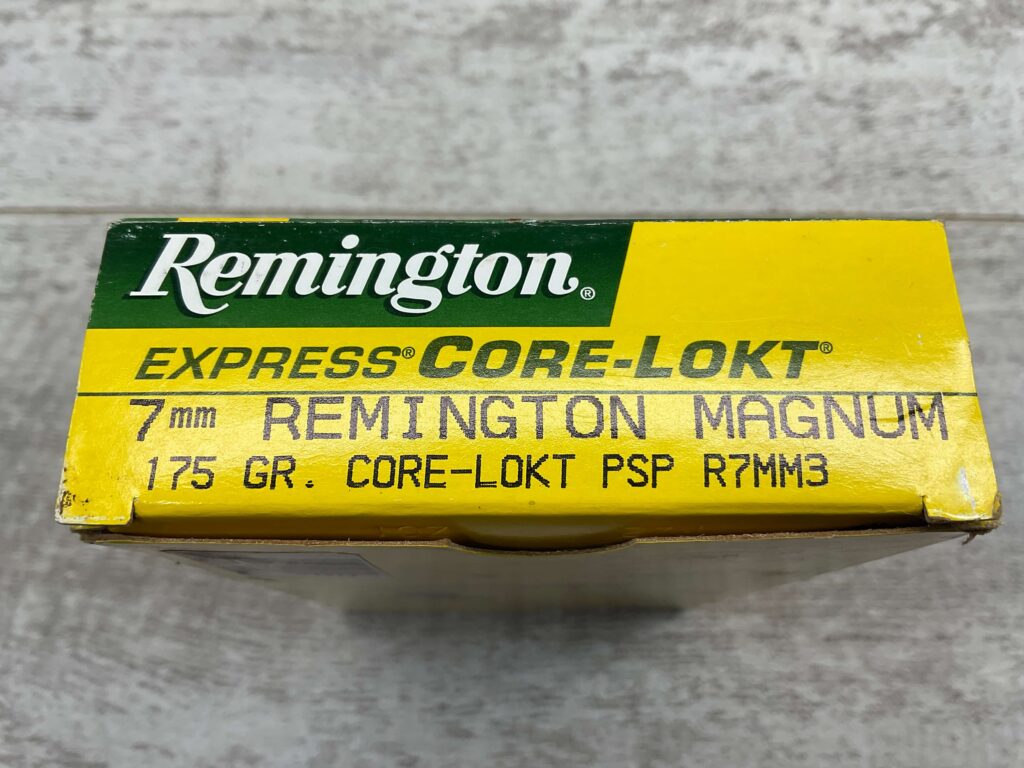 Remington®
EXPRESS® CORE-LOKT®
7mm REMINGTON MAGNUM
175 GR. CORE-LOKT PSP R7MM3